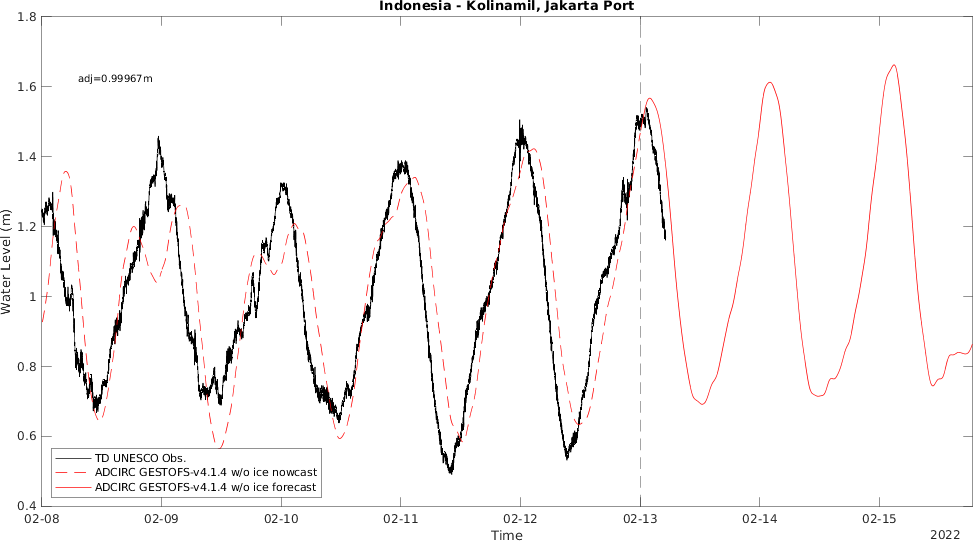 Indonesia - Kolinamil, Jakarta Port
1.8
1.6
1.4
1.2
1
0.8
0.6
0.4
Water Level (m)
adj=0.99967m
TD UNESCO Obs.
ADCIRC GESTOFS-v4.1.4 w/o ice nowcast
ADCIRC GESTOFS-v4.1.4 w/o ice forecast
02-08 02-09 02-10 02-11 02-12 02-13 02-14 02-15
Time
2022